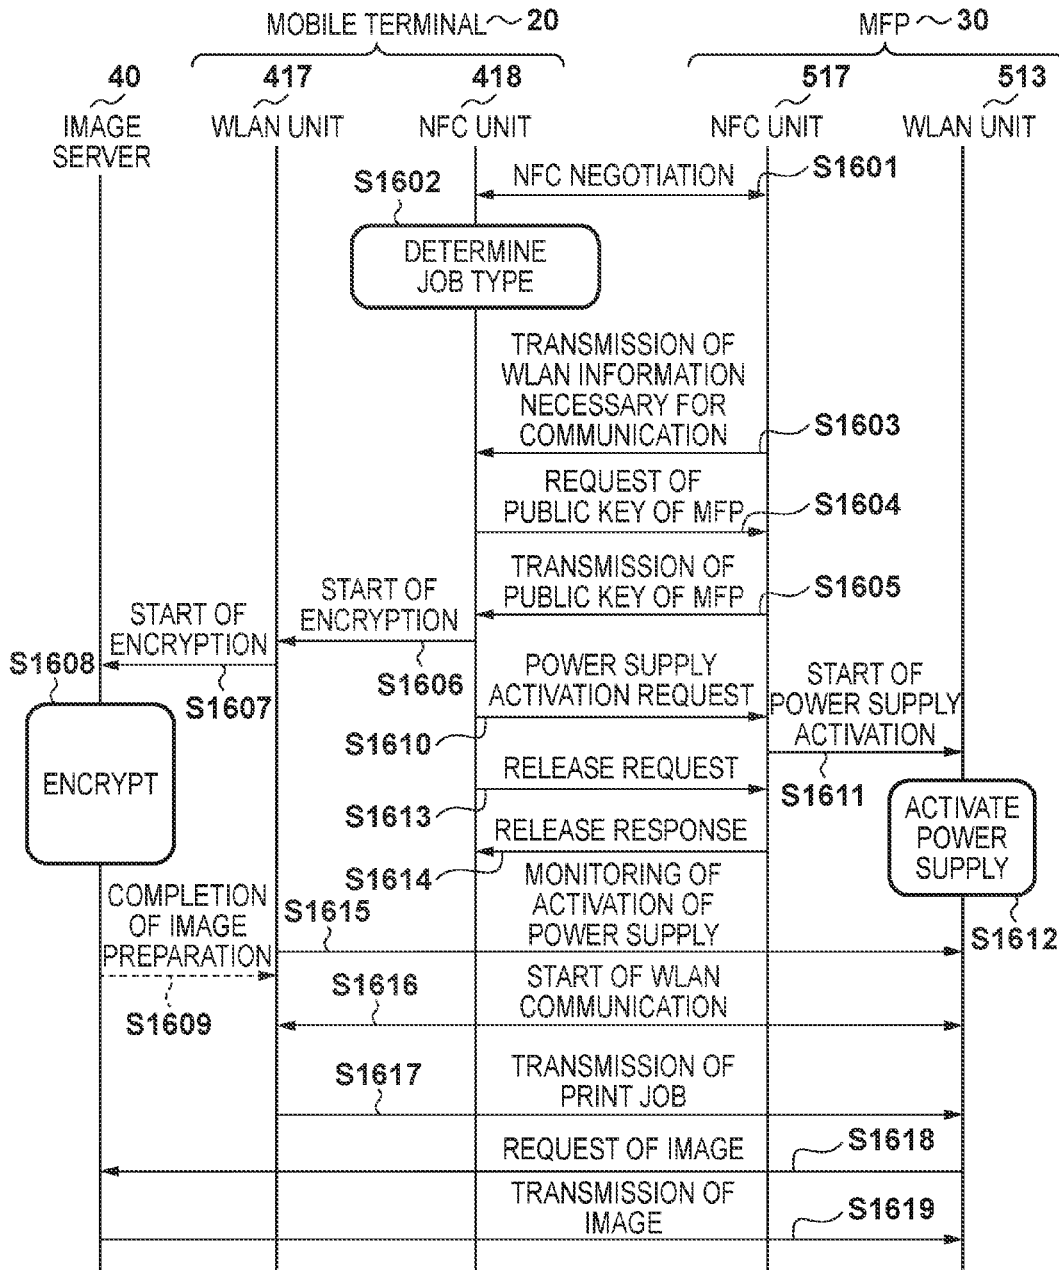 MOBILE TERMINAL 20
MFP 30
40
417
418
517
513
IMAGE
SERVER
WLAN UNIT
NFC UNIT
NFC UNIT
WLAN UNIT
S1602
NFC NEGOTIATION
S1601
DETERMINE
JOB TYPE
TRANSMISSION OF
WLAN INFORMATION
NECESSARY FOR
COMMUNICATION
S1603
REQUEST OF
PUBLIC KEY OF MFP
S1604
TRANSMISSION OF
PUBLIC KEY OF MFP
S1605
START OF
ENCRYPTION
S1606
START OF
ENCRYPTION
S1607
S1608
ENCRYPT
POWER SUPPLY
ACTIVATION REQUEST
S1610
START OF
POWER SUPPLY
ACTIVATION
S1611
RELEASE REQUEST
S1613
ACTIVATE
POWER
SUPPLY
S1612
RELEASE RESPONSE
S1614
COMPLETION
OF IMAGE
PREPARATION
S1609
S1615
MONITORING OF
ACTIVATION OF
POWER SUPPLY
S1616
START OF WLAN
COMMUNICATION
S1617
TRANSMISSION OF
PRINT JOB
REQUEST OF IMAGE
S1618
TRANSMISSION OF
IMAGE
S1619